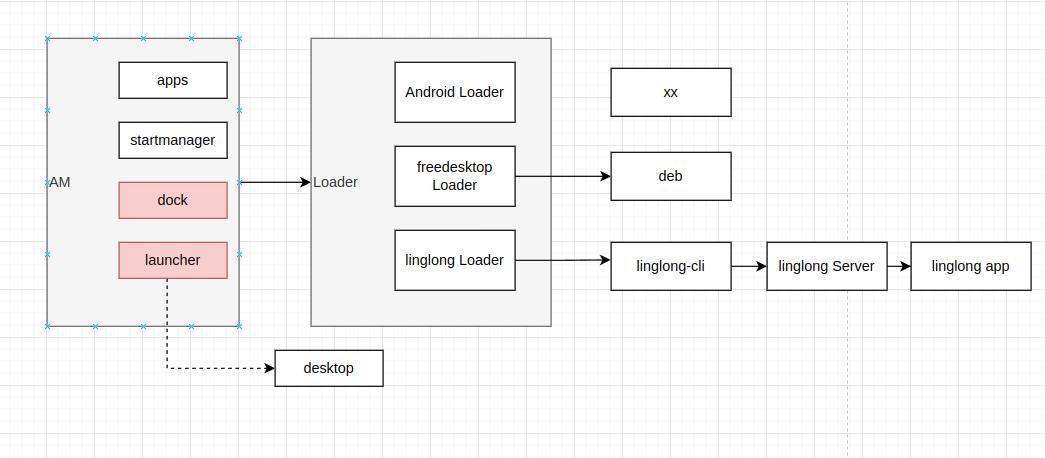 AM
apps
startmanager
dock
launcher
Loader
Android Loader
freedesktop
Loader
linglong Loader
xx
deb
linglong-cli
linglong Server
linglong app
desktop